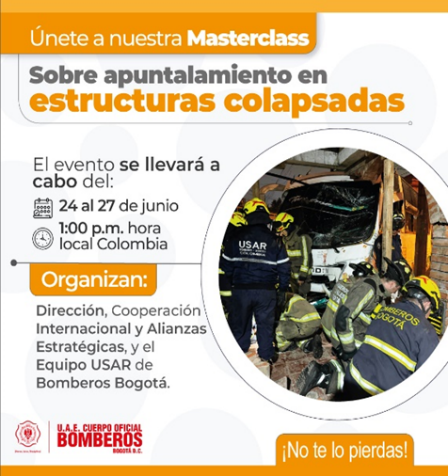 Únete a nuestra Masterclass
Sobre apuntalamiento en
estructuras colapsadas
El evento se llevará a
cabo del:
24 al 27 de junio
1:00 p.m. hora
local Colombia
Organizan:
Dirección, Cooperación
Internacional y Alianzas
Estratégicas, y el
Equipo USAR de
Bomberos Bogotá.
USAR
COLOMBIA
BOMBEROS
BOGOTÁ
U.A.E. CUERPO OFICIAL
BOMBEROS
BOGOTÁ D.C.
¡No te lo pierdas!